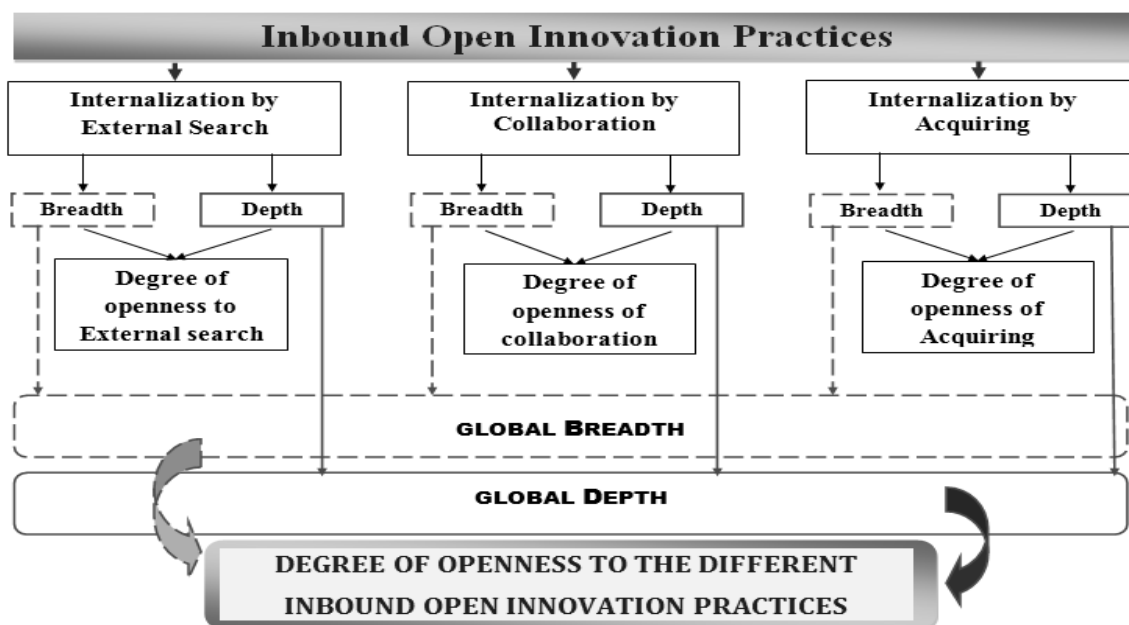 Inbound Open Innovation Practices
Internalization by
External Search
Internalization by
Collaboration
Internalization by
Acquiring
Breadth
Depth
Breadth
Depth
Breadth
Depth
Degree of
openness to
External search
Degree of
openness of
collaboration
Degree of
openness of
Acquiring
GLOBAL BREADTH
GLOBAL DEPTH
DEGREE OF OPENNESS TO THE DIFFERENT
INBOUND OPEN INNOVATION PRACTICES